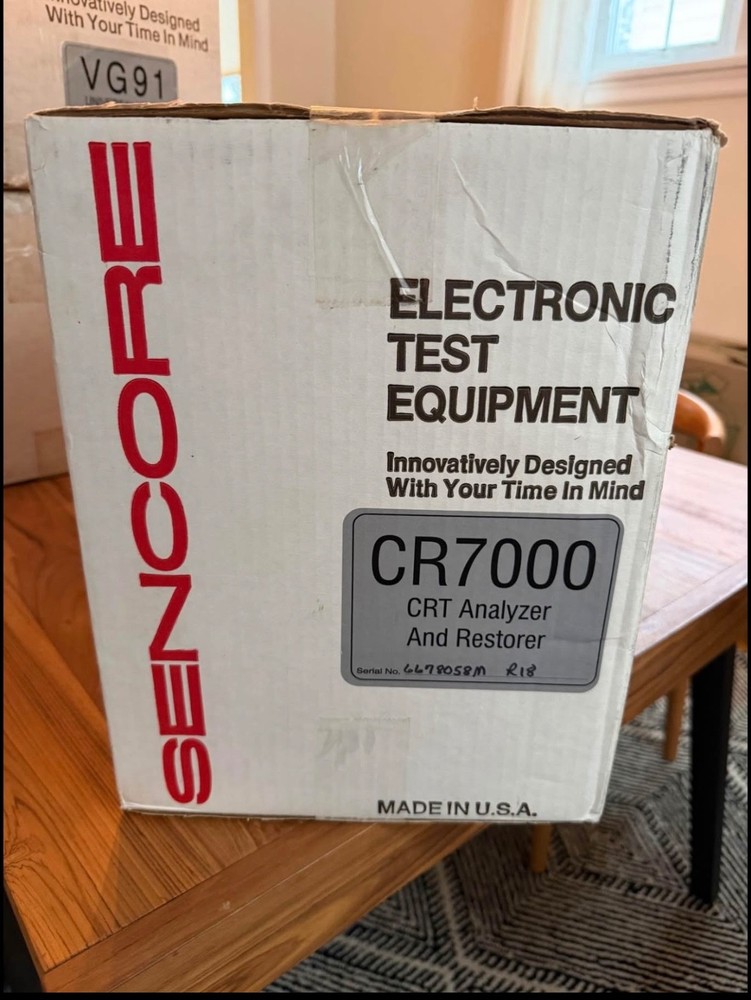 Innovatively Designed
With Your Time In Mind
VG91
SENCORE
ELECTRONIC
TEST
EQUIPMENT
Innovatively Designed
With Your Time In Mind
CR7000
CRT Analyzer
And Restorer
Serial No. 6678058M R18
MADE IN U.S.A.